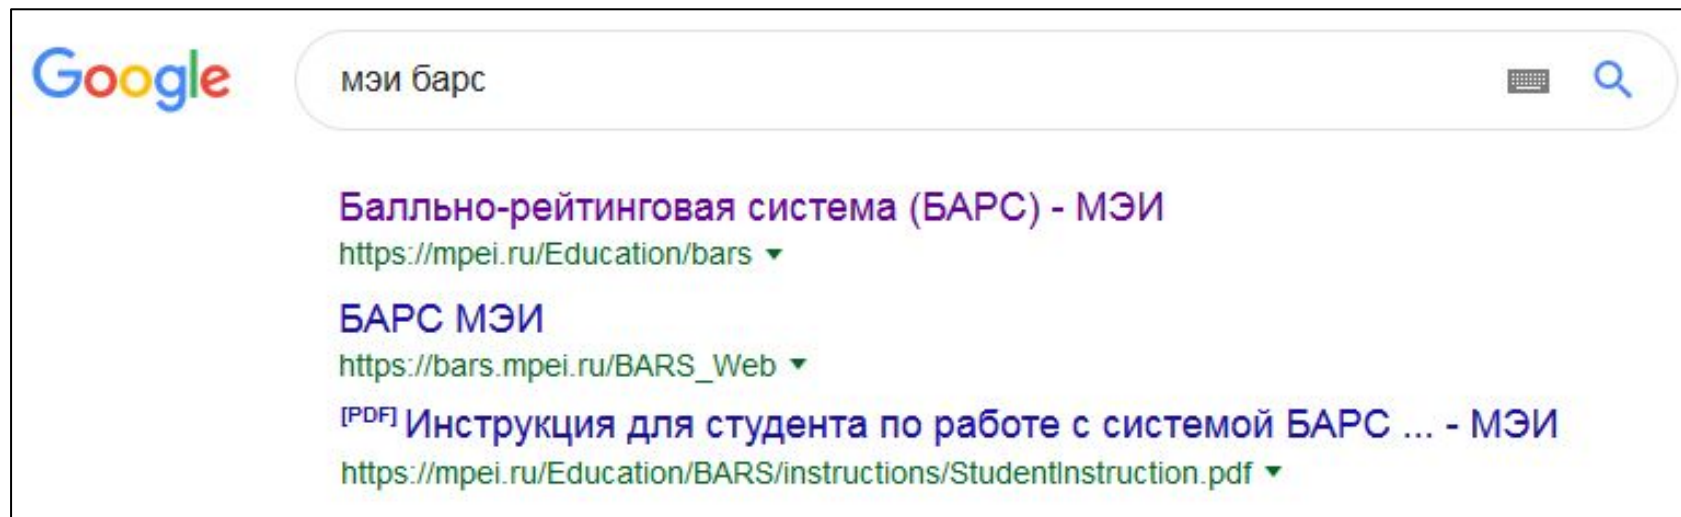 Google мэи барс
Балльно-рейтинговая система (БАРС) - МЭИ
https://mpei.ru/Education/bars
БАРС МЭИ
https://bars.mpei.ru/BARS_Web
[PDF] Инструкция для студента по работе с системой БАРС ... - МЭИ
https://mpei.ru/Education/BARS/instructions/StudentInstruction.pdf